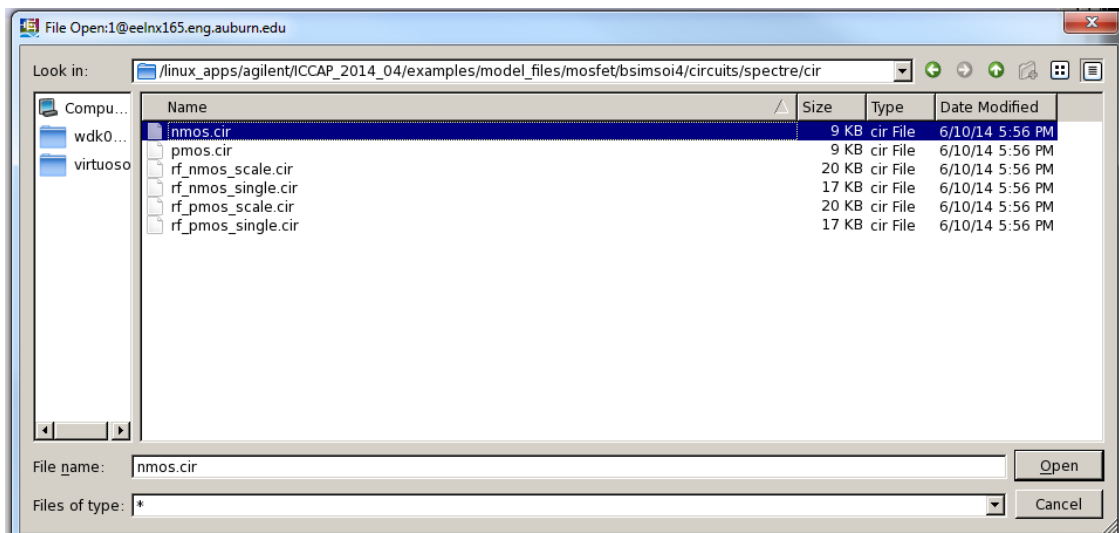 File Open:1@eelnx165.eng.auburn.edu
Look in: /linux_apps/agilent/ICCAP_2014_04/examples/model_files/mosfet/bsimsoi4/circuits/spectre/cir
Compu...
wdk0...
virtuoso
Name Size Type Date Modified
nmos.cir 9 KB cir File 6/10/14 5:56 PM
pmos.cir 9 KB cir File 6/10/14 5:56 PM
rf_nmos_scale.cir 20 KB cir File 6/10/14 5:56 PM
rf_nmos_single.cir 17 KB cir File 6/10/14 5:56 PM
rf_pmos_scale.cir 20 KB cir File 6/10/14 5:56 PM
rf_pmos_single.cir 17 KB cir File 6/10/14 5:56 PM
File name: nmos.cir Open
Files of type: * Cancel